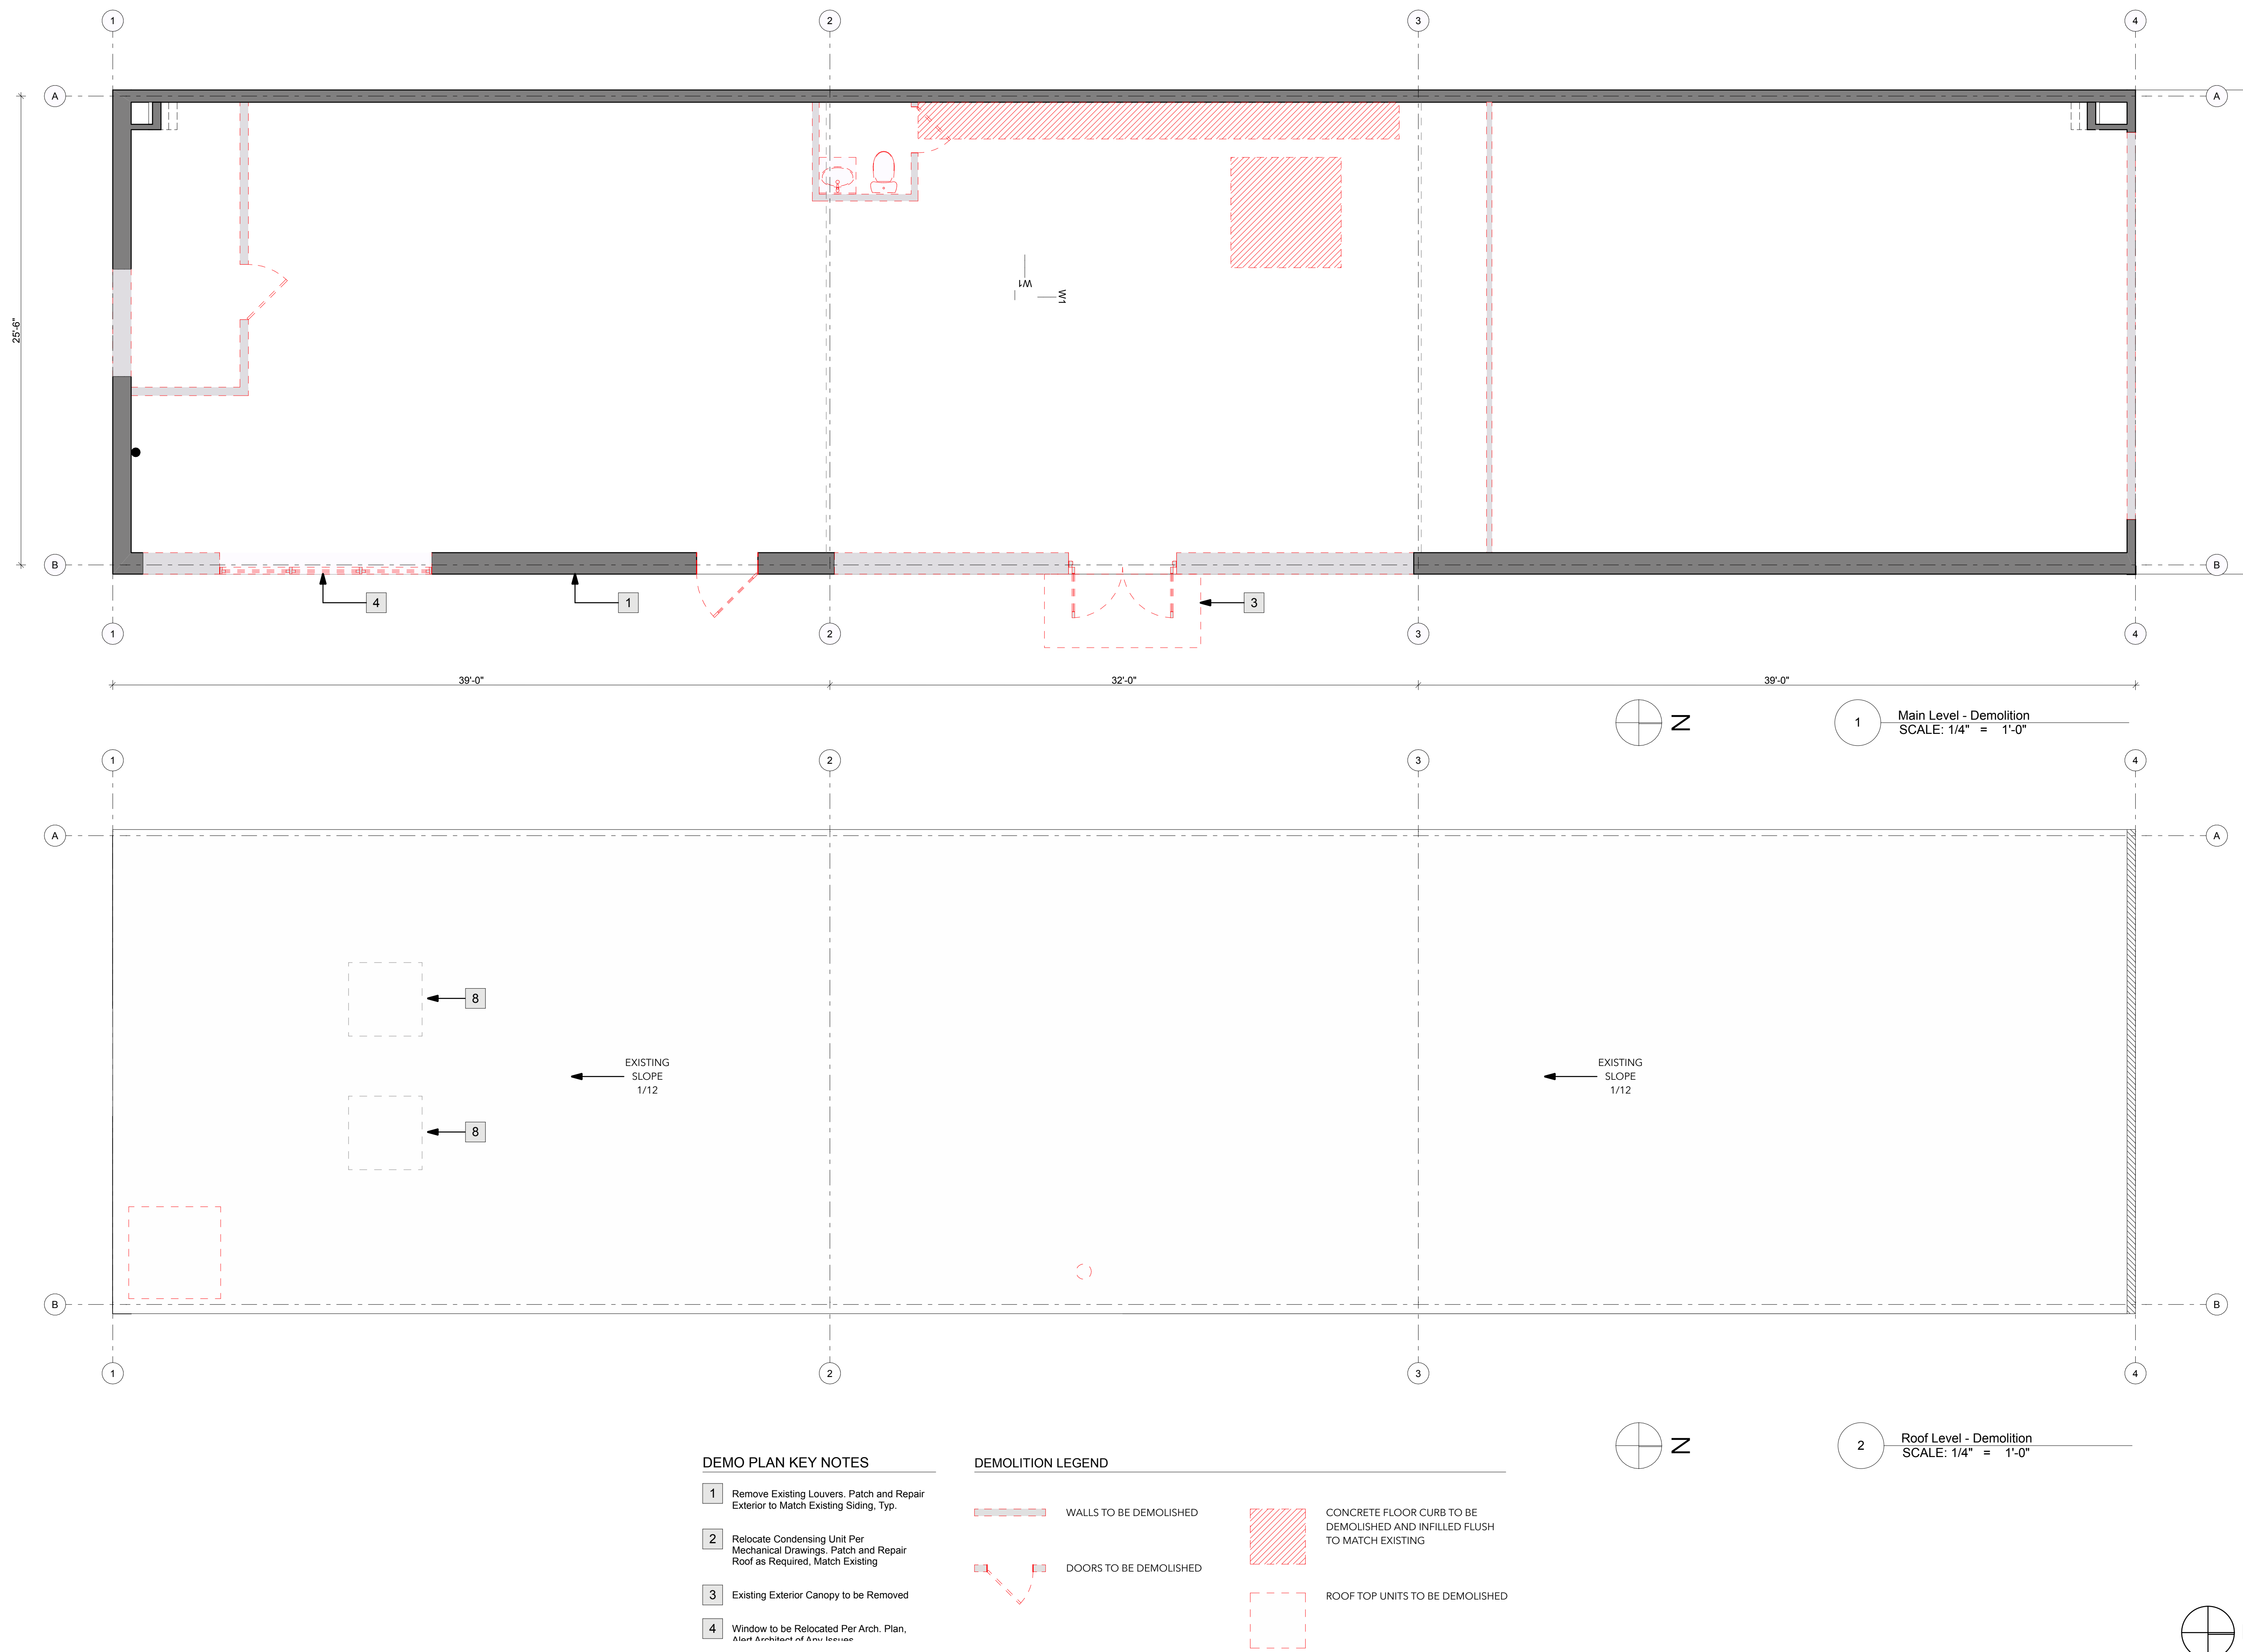 1
2
3
4
A
A
25'-6"
W1
W1
B
B
4
1
3
1
2
3
4
39'-0"
32'-0"
39'-0"
N
1
Main Level - Demolition
SCALE: 1/4" = 1'-0"
1
2
3
4
A
A
8
EXISTING
SLOPE
1/12
EXISTING
SLOPE
1/12
8
B
B
1
2
3
4
N
2
Roof Level - Demolition
SCALE: 1/4" = 1'-0"
DEMO PLAN KEY NOTES
1 Remove Existing Louvers. Patch and Repair
Exterior to Match Existing Siding, Typ.
2 Relocate Condensing Unit Per
Mechanical Drawings. Patch and Repair
Roof as Required, Match Existing
3 Existing Exterior Canopy to be Removed
4 Window to be Relocated Per Arch. Plan,
Alert Architect of Any Issues
DEMOLITION LEGEND
WALLS TO BE DEMOLISHED
DOORS TO BE DEMOLISHED
CONCRETE FLOOR CURB TO BE
DEMOLISHED AND INFILLED FLUSH
TO MATCH EXISTING
ROOF TOP UNITS TO BE DEMOLISHED